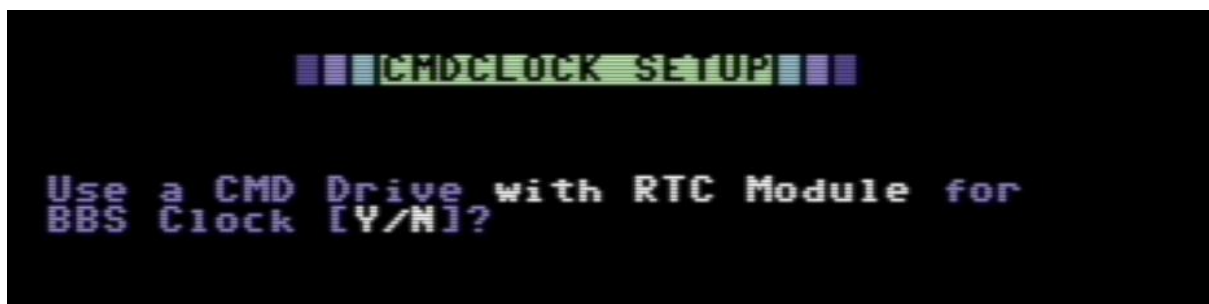 CMDCLOCK SETUP
Use a CMD Drive with RTC Module for
BBS Clock [Y/N]?